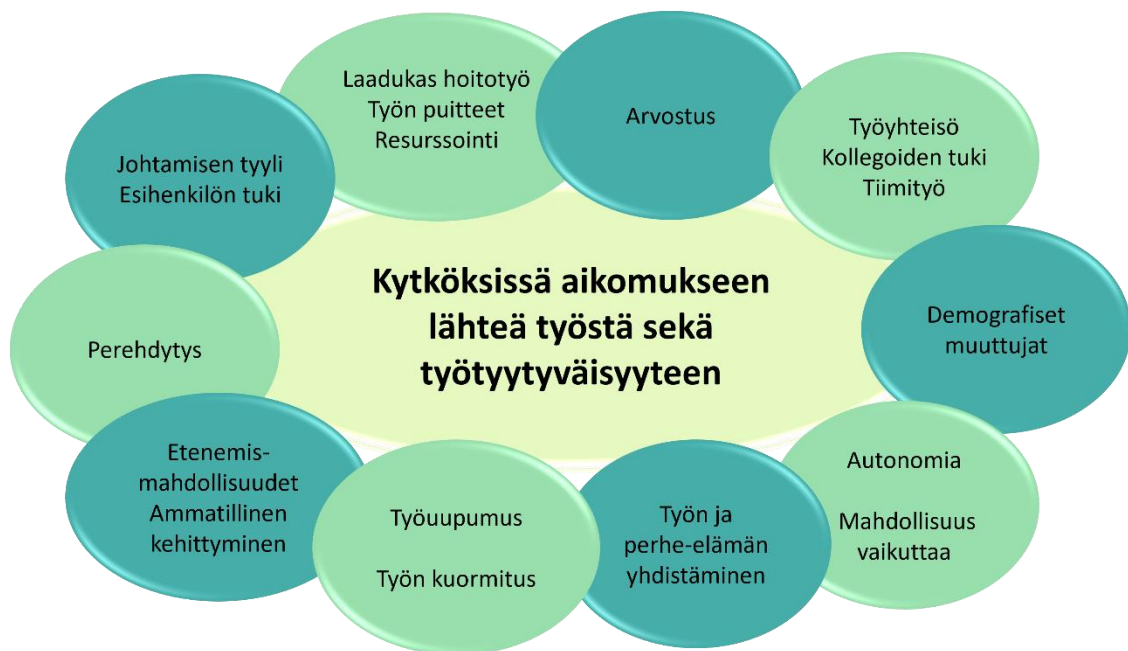 Laadukas hoitotyö
Työn puitteet
Resurssointi
Arvostus
Työyhteisö
Kollegoiden tuki
Tiimityö
Johtamisen tyyli
Esihenkilön tuki
Kytköksissä aikomukseen
lähteä työstä sekä
työtyytyväisyyteen
Demografiset
muuttujat
Perehdytys
Etenemis-
mahdollisuudet
Ammatillinen
kehittyminen
Työuupumus
Työn kuormitus
Työn ja
perhe-elämän
yhdistäminen
Autonomia
Mahdollisuus
vaikuttaa